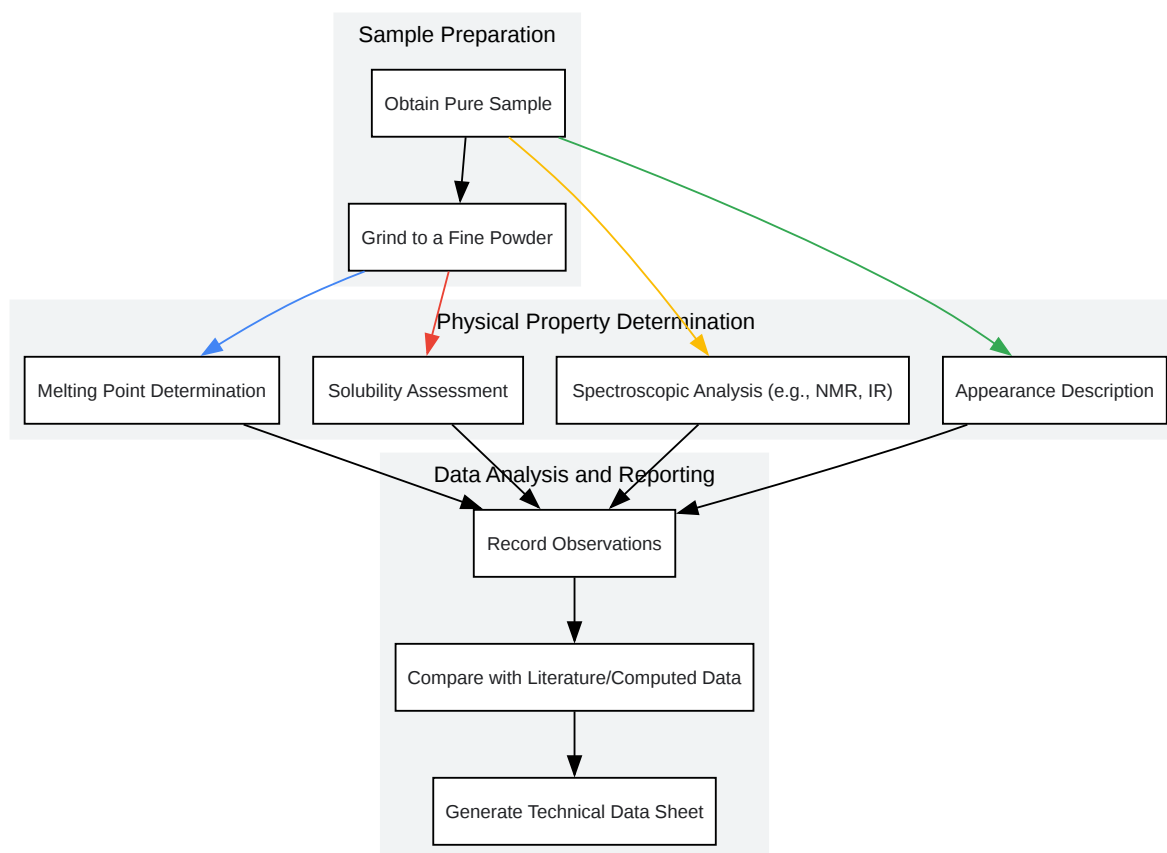 Sample Preparation
Obtain Pure Sample
Grind to a Fine Powder
Physical Property Determination
Melting Point Determination
Solubility Assessment
Spectroscopic Analysis (e.g., NMR, IR)
Appearance Description
Data Analysis and Reporting
Record Observations
Compare with Literature/Computed Data
Generate Technical Data Sheet